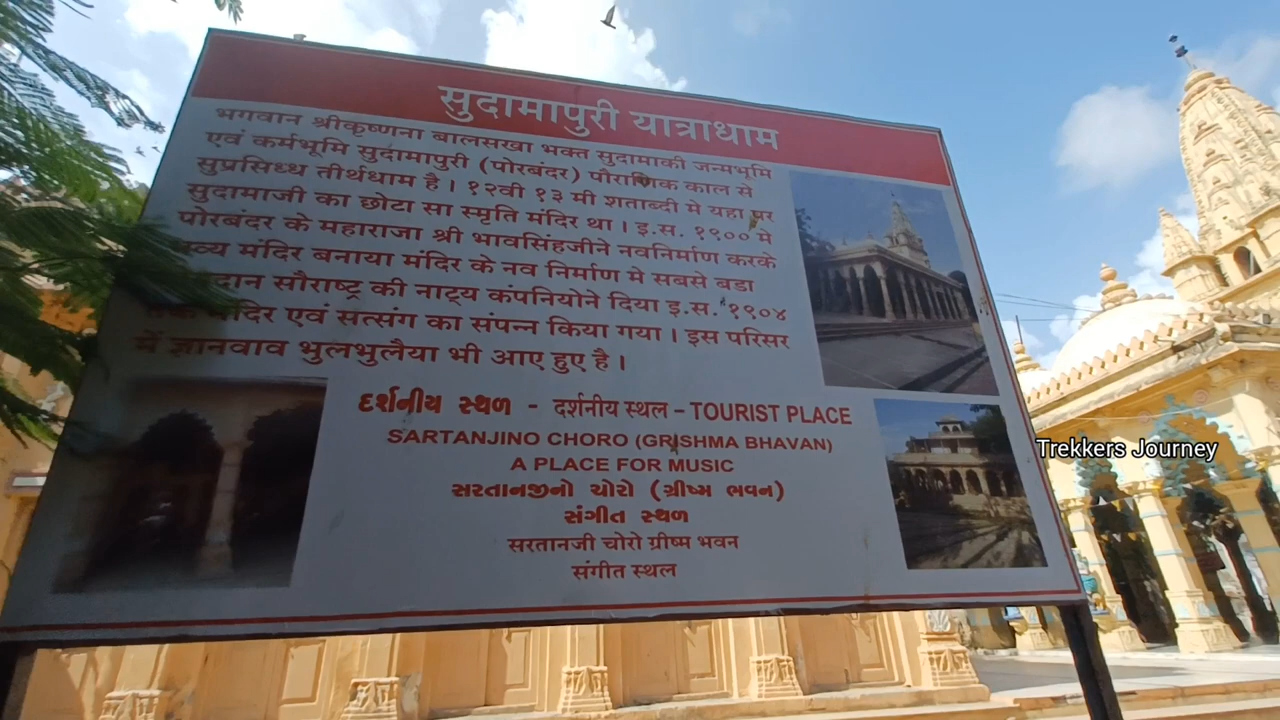 सुदामापुरी यात्राधाम
भगवान श्रीकृष्णना बालसखा भक्त सुदामाकी जन्मभूमि
एवं कर्मभूमि सुदामापुरी (पोरबंदर) पौराणिक काल से
सुप्रसिध्ध तीर्थधाम है । १२वी १३ मी शताब्दी मे यहा पर
सुदामाजी का छोटा सा स्मृति मंदिर था । इ.स. १९०० मे
पोरबंदर के महाराजा श्री भावसिंहजीने नवनिर्माण करके
मंदिर बनाया मंदिर के नव निर्माण मे सबसे बडा
सौराष्ट्र की नाट्य कंपनियोने दिया इ.स. १९०४
मंदिर एवं सत्संग का संपन्न किया गया । इस परिसर
में ज्ञानवाव भुलभुलैया भी आए हुए है ।
દર્શનીય સ્થળ - दर्शनीय स्थल – TOURIST PLACE
SARTANJINO CHORO (GRISHMA BHAVAN)
A PLACE FOR MUSIC
સરતાનજીનો ચોરો (ગ્રીષ્મ ભવન)
સંગીત સ્થળ
सरतानजी चोरो ग्रीष्म भवन
संगीत स्थल
Trekkers Journey